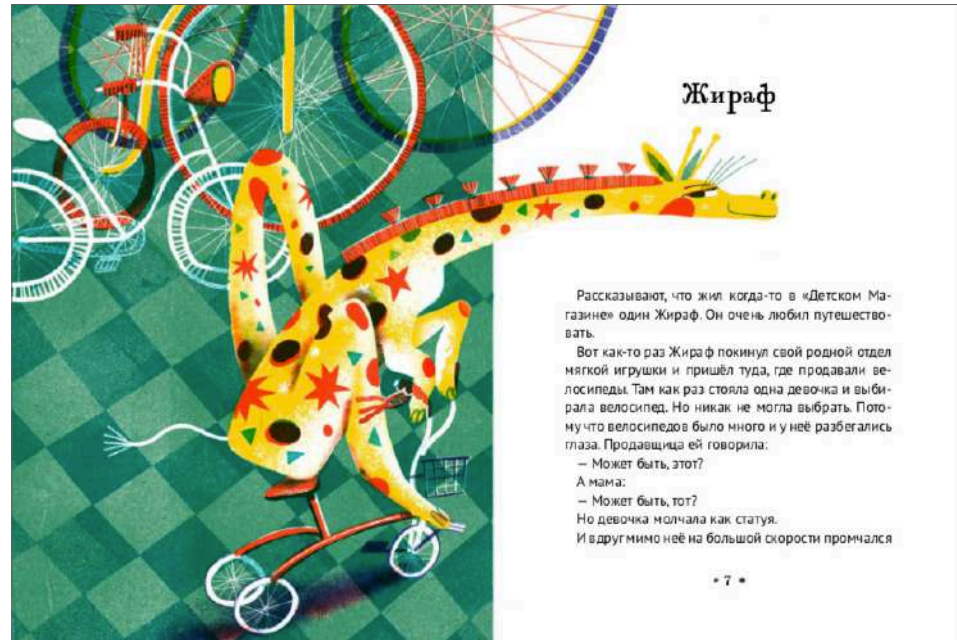 Жираф
Рассказывают, что жил когда-то в «Детском Ма-
газине» один Жираф. Он очень любил путешество-
вать.
Вот как-то раз Жираф покинул свой родной отдел
мягкой игрушки и пришёл туда, где продавали ве-
лосипеды. Там как раз стояла одна девочка и выби-
рала велосипед. Но никак не могла выбрать. Пото-
му что велосипедов было много и у неё разбегались
глаза. Продавщица ей говорила:
— Может быть, этот?
А мама:
— Может быть, тот?
Но девочка молчала как статуя.
И вдруг мимо неё на большой скорости промчался
• 7 •